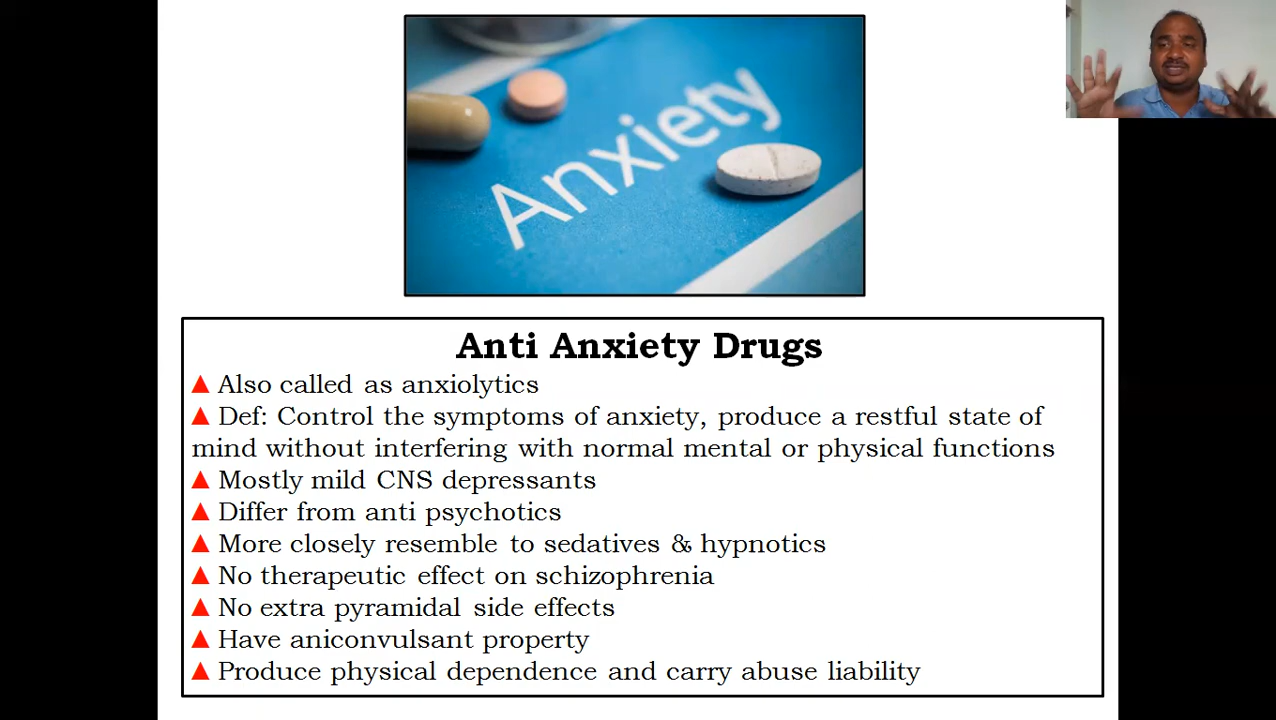 Anxiety
Anti Anxiety Drugs
▲ Also called as anxiolytics
▲ Def: Control the symptoms of anxiety, produce a restful state of
mind without interfering with normal mental or physical functions
▲ Mostly mild CNS depressants
▲ Differ from anti psychotics
▲ More closely resemble to sedatives & hypnotics
▲ No therapeutic effect on schizophrenia
▲ No extra pyramidal side effects
▲ Have aniconvulsant property
▲ Produce physical dependence and carry abuse liability